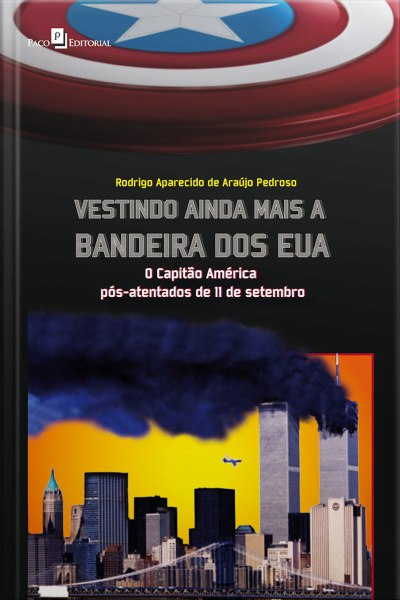 PACO EDITORIAL
Rodrigo Aparecido de Araújo Pedroso
VESTINDO AINDA MAIS A
BANDEIRA DOS EUA
O Capitão América
pós-atentados de 11 de setembro